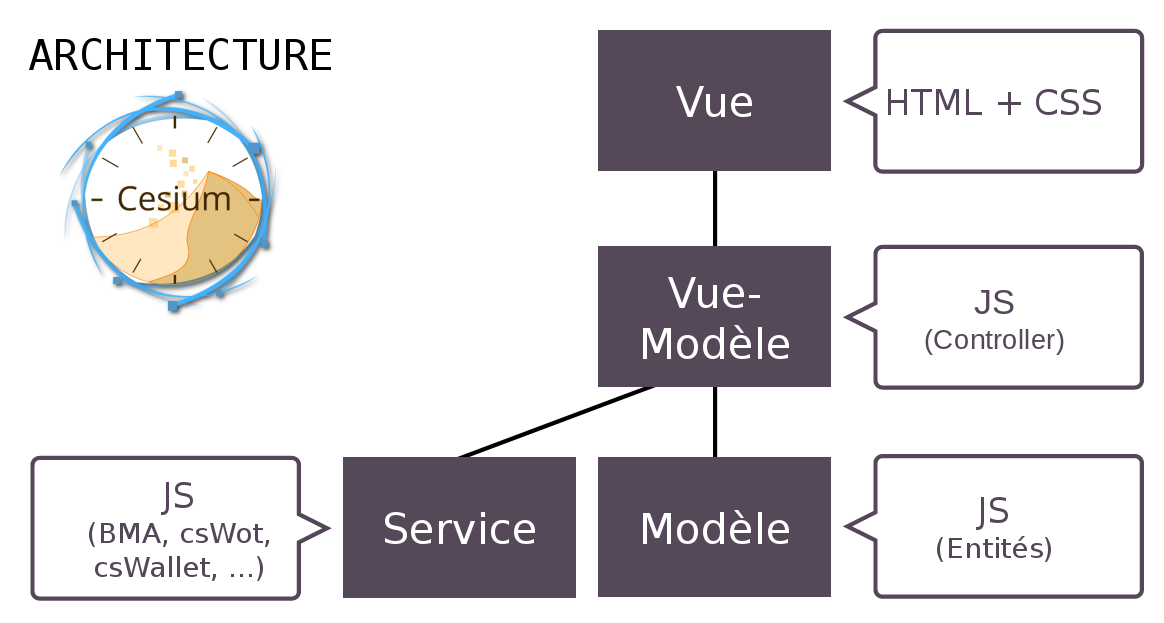 ARCHITECTURE
Cesium
Vue
HTML + CSS
Vue-
Modèle
JS
(Controller)
JS
(BMA, csWot,
csWallet, ...)
Service
Modèle
JS
(Entités)